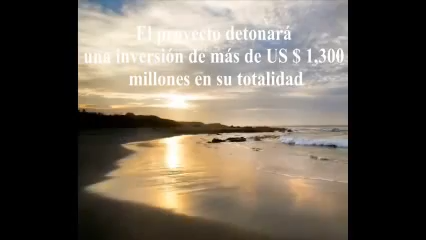 El proyecto detonará
una inversión de más de US $ 1,300
millones en su totalidad